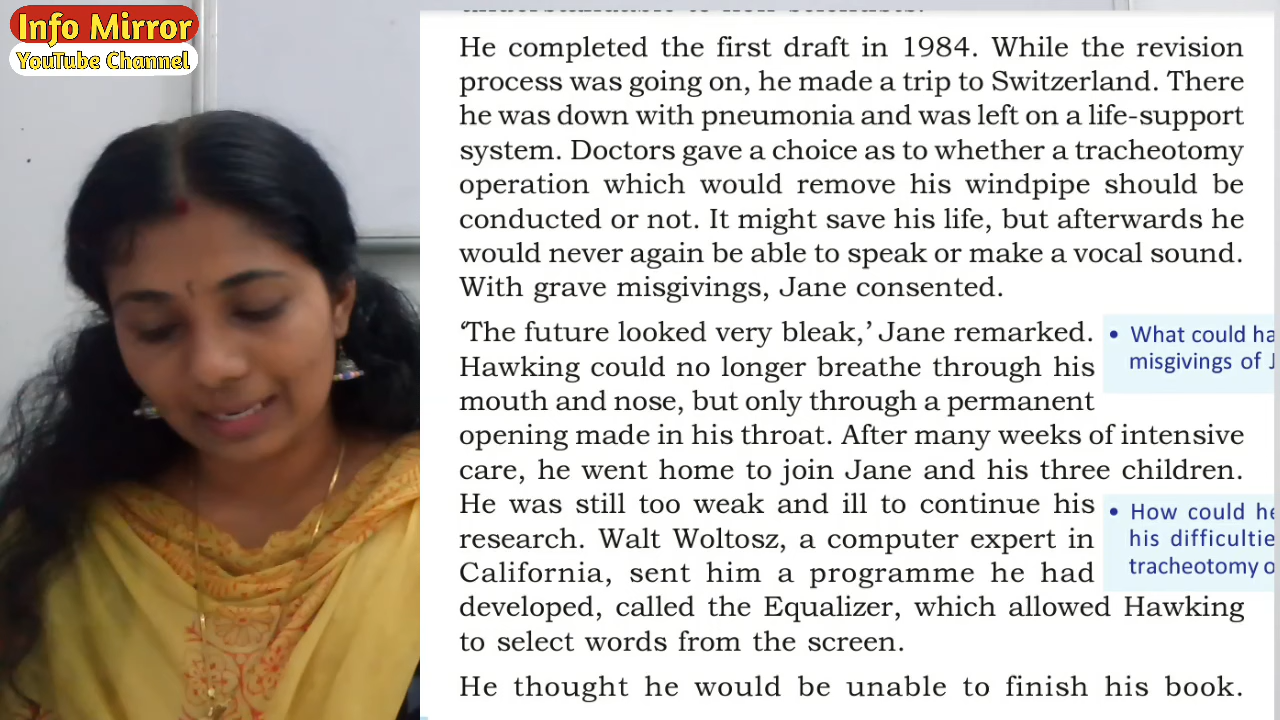 Info Mirror
YouTube Channel
He completed the first draft in 1984. While the revision
process was going on, he made a trip to Switzerland. There
he was down with pneumonia and was left on a life-support
system. Doctors gave a choice as to whether a tracheotomy
operation which would remove his windpipe should be
conducted or not. It might save his life, but afterwards he
would never again be able to speak or make a vocal sound.
With grave misgivings, Jane consented.
‘The future looked very bleak,’ Jane remarked.
Hawking could no longer breathe through his
mouth and nose, but only through a permanent
opening made in his throat. After many weeks of intensive
care, he went home to join Jane and his three children.
He was still too weak and ill to continue his
research. Walt Woltosz, a computer expert in
California, sent him a programme he had
developed, called the Equalizer, which allowed Hawking
to select words from the screen.
He thought he would be unable to finish his book.
• What could ha
misgivings of J
• How could he
his difficultie
tracheotomy o